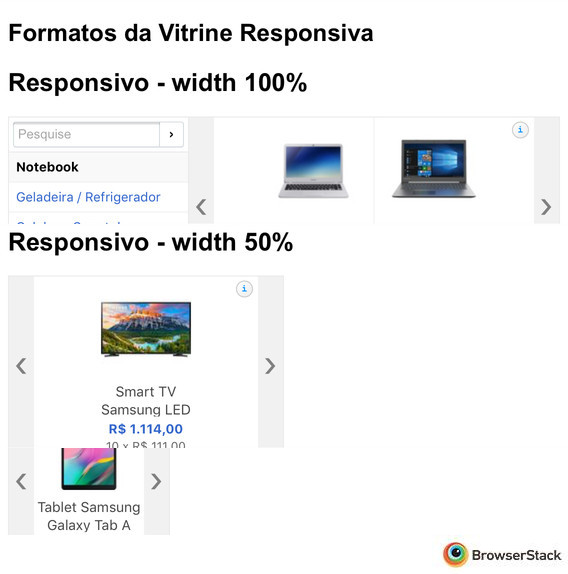 Formatos da Vitrine Responsiva
Responsivo - width 100%
Pesquise
Notebook
Geladeira / Refrigerador
Responsivo - width 50%
Smart TV
Samsung LED
R$ 1.114,00
10 x R$ 111,00
Tablet Samsung
Galaxy Tab A
BrowserStack